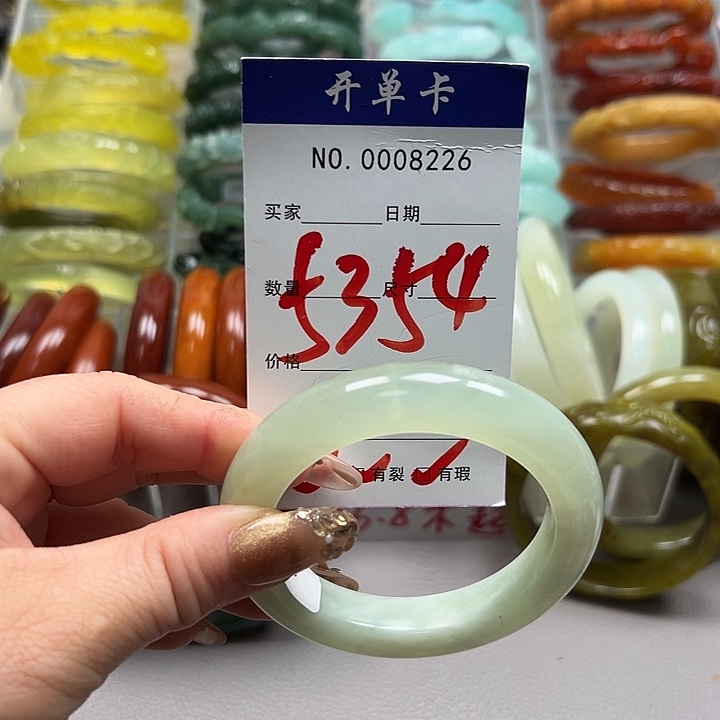 开单卡
NO. 0008226
买家 日期
5354
数量 尺寸
价格
有裂 有瑕